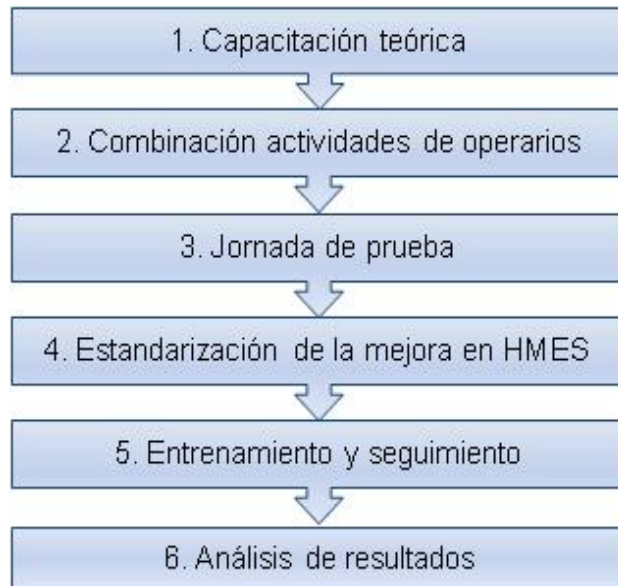 1. Capacitación teórica
2. Combinación actividades de operarios
3. Jornada de prueba
4. Estandarización de la mejora en HMES
5. Entrenamiento y seguimiento
6. Análisis de resultados